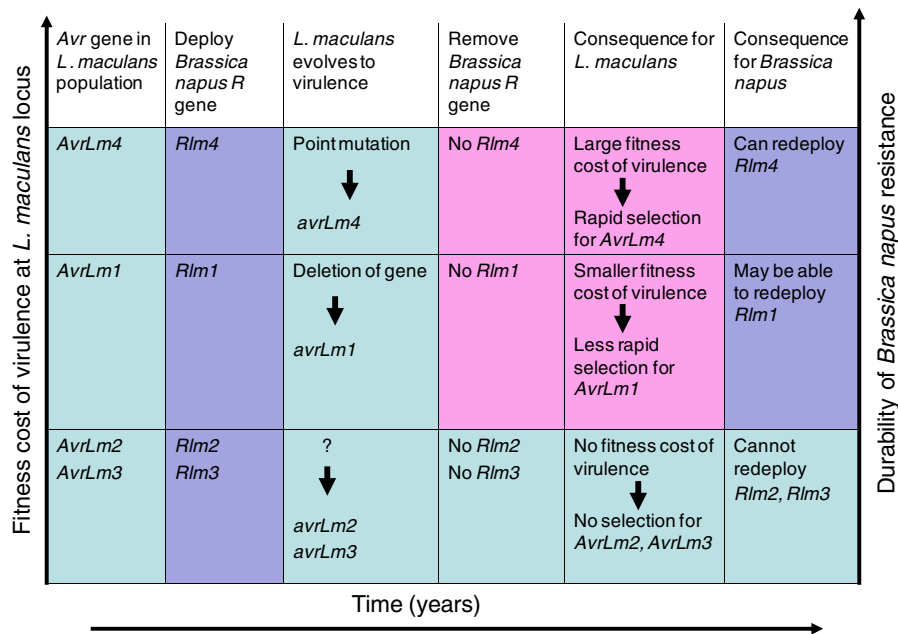 Fitness cost of virulence at L. maculans locus
Avr gene in
L. maculans
population
Deploy
Brassica
napus R
gene
L. maculans
evolves to
virulence
Remove
Brassica
napus R
gene
Consequence for
L. maculans
Consequence
for Brassica
napus
AvrLm4
Rlm4
Point mutation
avrLm4
No Rlm4
Large fitness
cost of virulence
Rapid selection
for AvrLm4
Can redeploy
Rlm4
AvrLm1
Rlm1
Deletion of gene
avrLm1
No Rlm1
Smaller fitness
cost of virulence
Less rapid
selection for
AvrLm1
May be able
to redeploy
Rlm1
AvrLm2
AvrLm3
Rlm2
Rlm3
?
avrLm2
avrLm3
No Rlm2
No Rlm3
No fitness cost of
virulence
No selection for
AvrLm2, AvrLm3
Cannot
redeploy
Rlm2, Rlm3
Durability of Brassica napus resistance
Time (years)